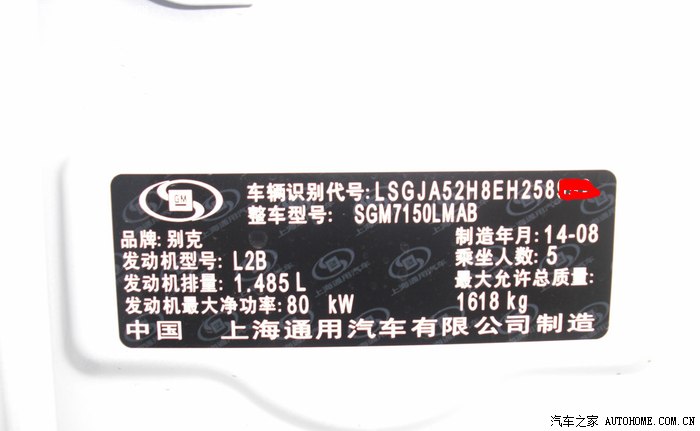 GM
车辆识别代号: LSGJA52H8EH2589
整车型号: SGM7150LMAB
品牌: 别克 制造年月: 14-08
发动机型号: L2B 乘坐人数: 5
发动机排量: 1.485 L 最大允许总质量:
发动机最大净功率: 80 kW 1618 kg
中国 上海通用汽车有限公司制造
汽车之家 AUTOHOME.COM.CN